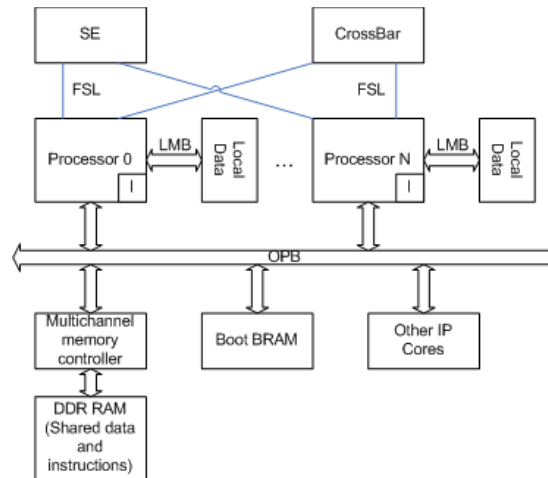 SE
CrossBar
FSL
FSL
Processor 0
I
LMB
Local
Data
...
Processor N
I
LMB
Local
Data
OPB
Multichannel
memory
controller
Boot BRAM
Other IP
Cores
DDR RAM
(Shared data
and
instructions)